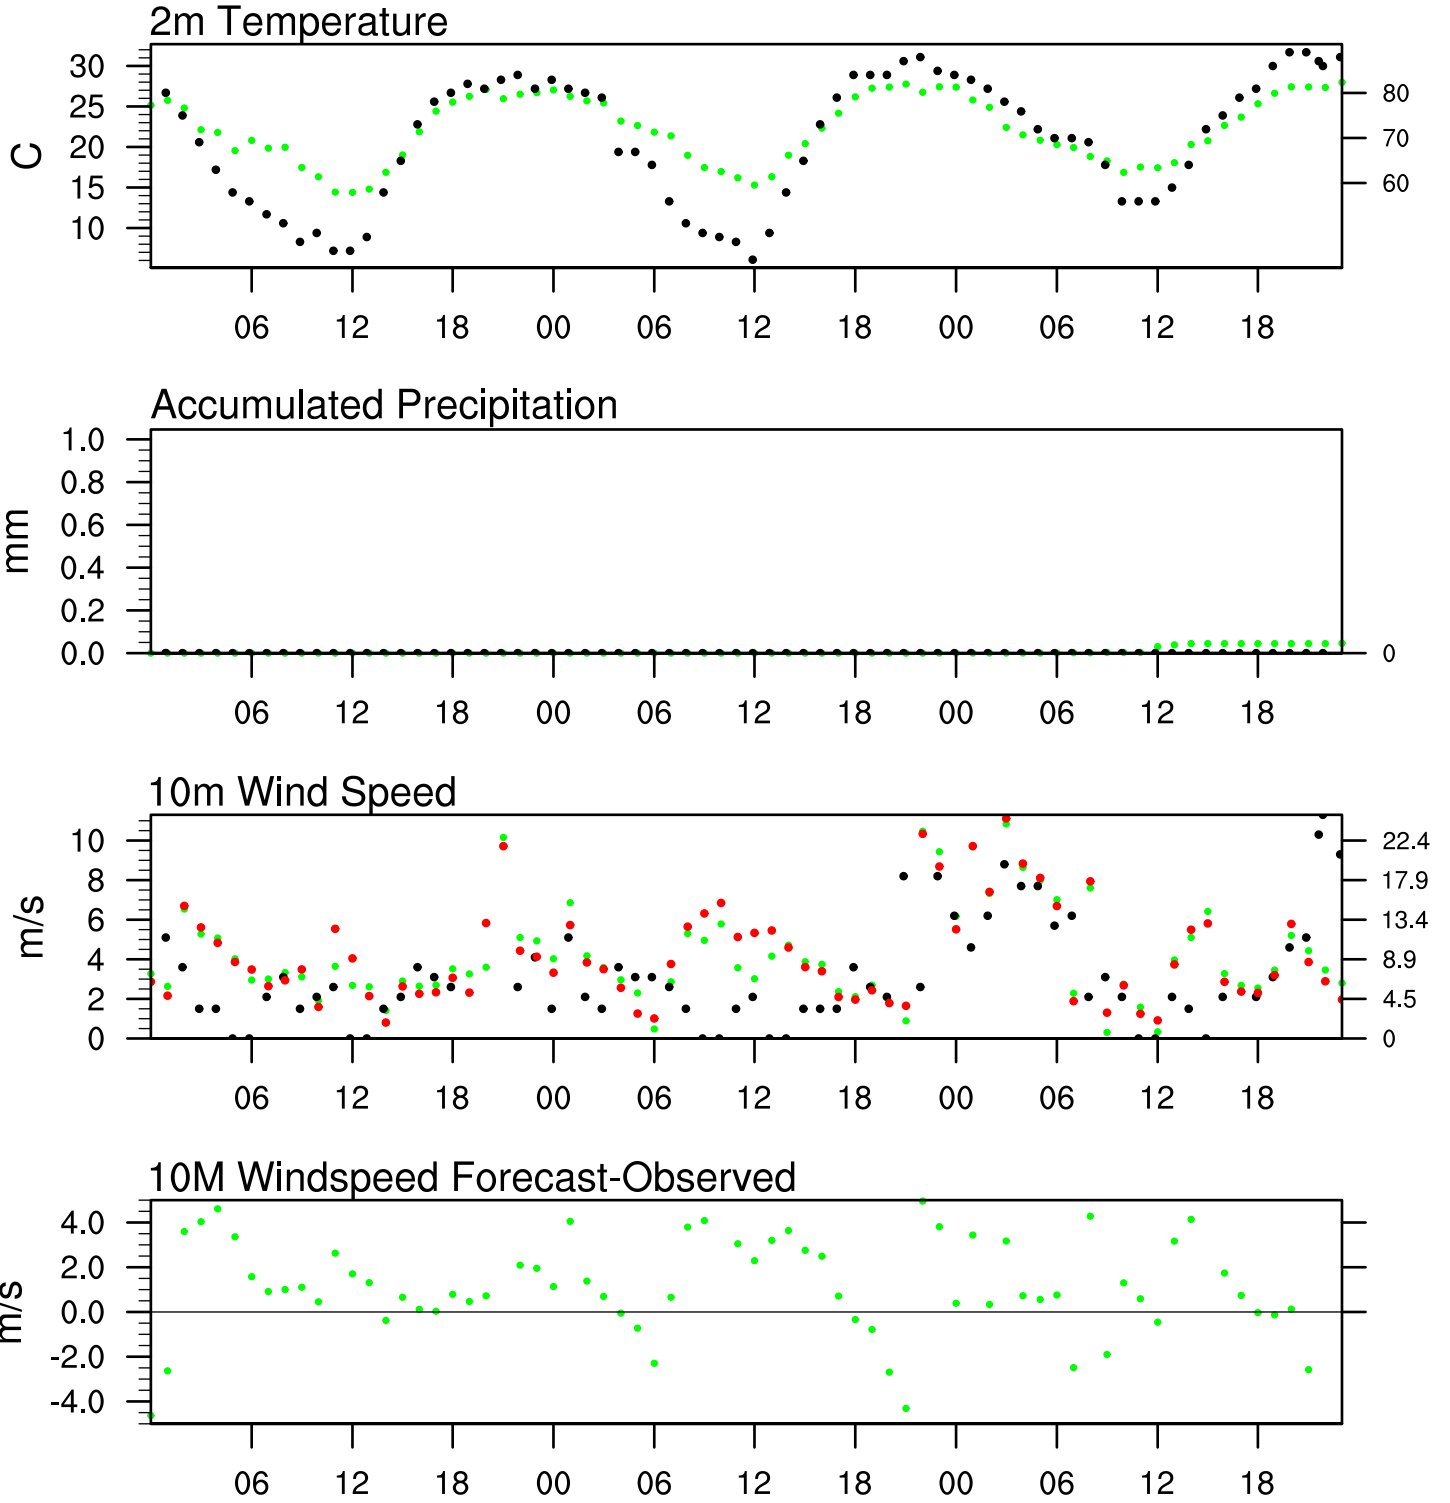 2m Temperature
30
25
20
15
10
C
80
70
60
06 12 18 00 06 12 18 00 06 12 18
Accumulated Precipitation
1.0
0.8
0.6
0.4
0.2
0.0
mm
0
06 12 18 00 06 12 18 00 06 12 18
10m Wind Speed
10
8
6
4
2
0
m/s
22.4
17.9
13.4
8.9
4.5
0
06 12 18 00 06 12 18 00 06 12 18
10M Windspeed Forecast-Observed
4.0
2.0
0.0
-2.0
-4.0
m/s
06 12 18 00 06 12 18 00 06 12 18